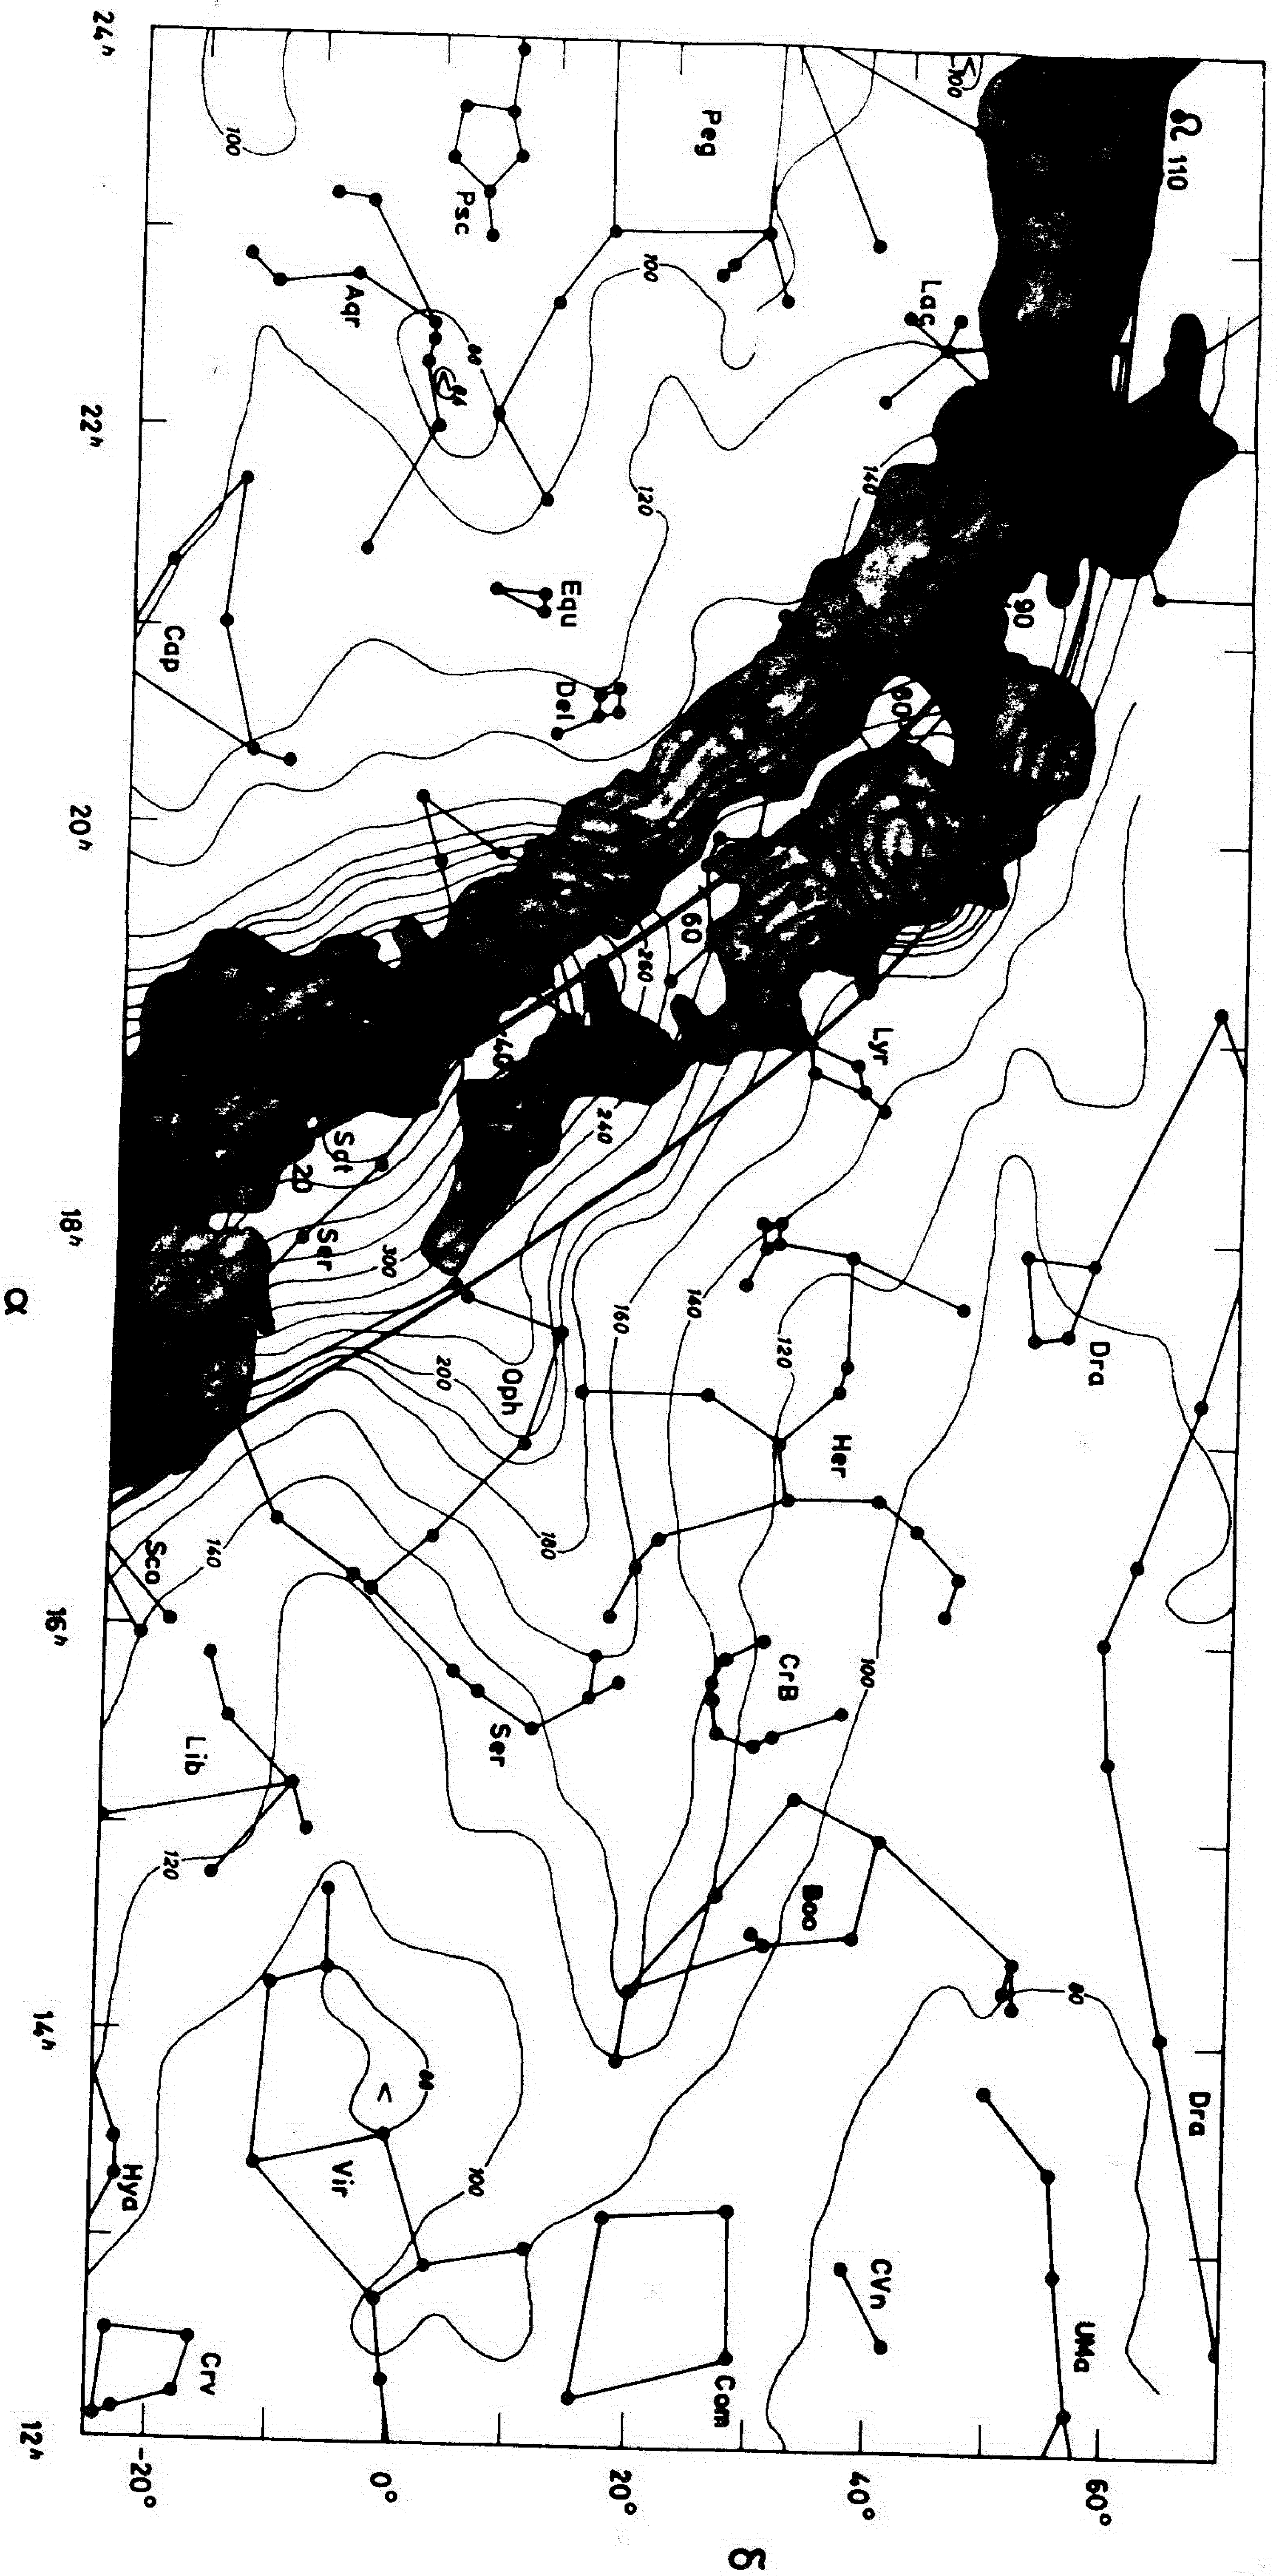 ☊ 110
Dra
Dra
UMa
60°
80
<100
90
Lac
80
Lyr
CVn
140
100
40°
Her
Boo
CrB
120
Peg
60
140
Com
δ
100
120
260
160
240
20°
Equ
Del
180
Psc
40
Oph
Ser
100
200
Aqr
300
<
Vir
0°
Sct
20
Ser
100
140
Crv
Cap
Lib
120
Sco
Hya
-20°
24ʰ
22ʰ
20ʰ
18ʰ
16ʰ
14ʰ
12ʰ
α